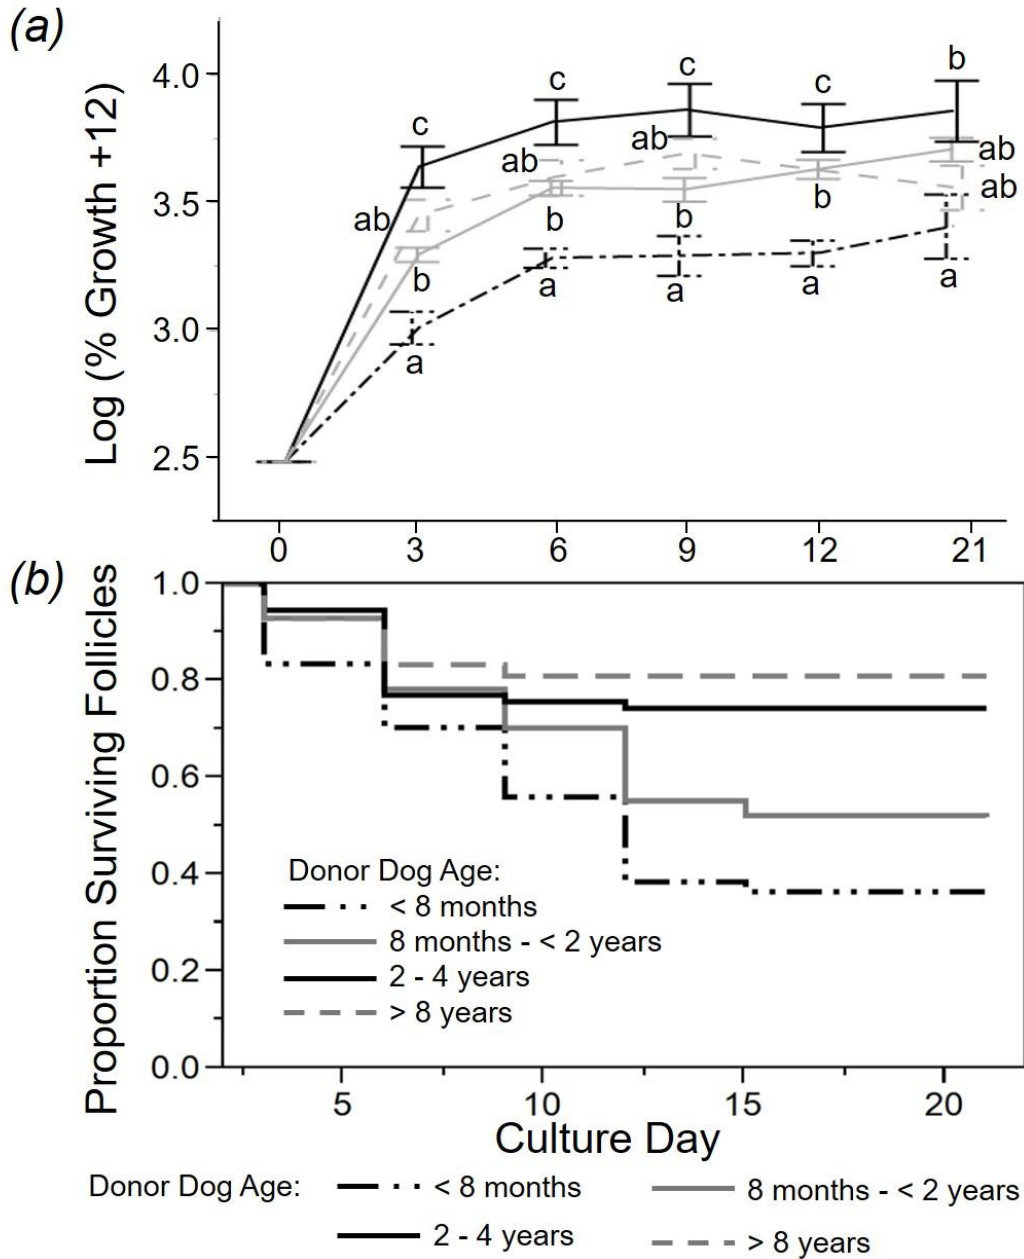 (a)
Log (% Growth +12)
4.0
3.5
3.0
2.5
c
c
c
c
b
ab
ab
ab
ab
ab
b
b
b
b
a
a
a
a
a
0 3 6 9 12 21
(b)
Proportion Surviving Follicles
1.0
0.8
0.6
0.4
0.2
0.0
Donor Dog Age:
< 8 months
8 months - < 2 years
2 - 4 years
> 8 years
5 10 15 20
Culture Day
Donor Dog Age: < 8 months 8 months - < 2 years
2 - 4 years > 8 years